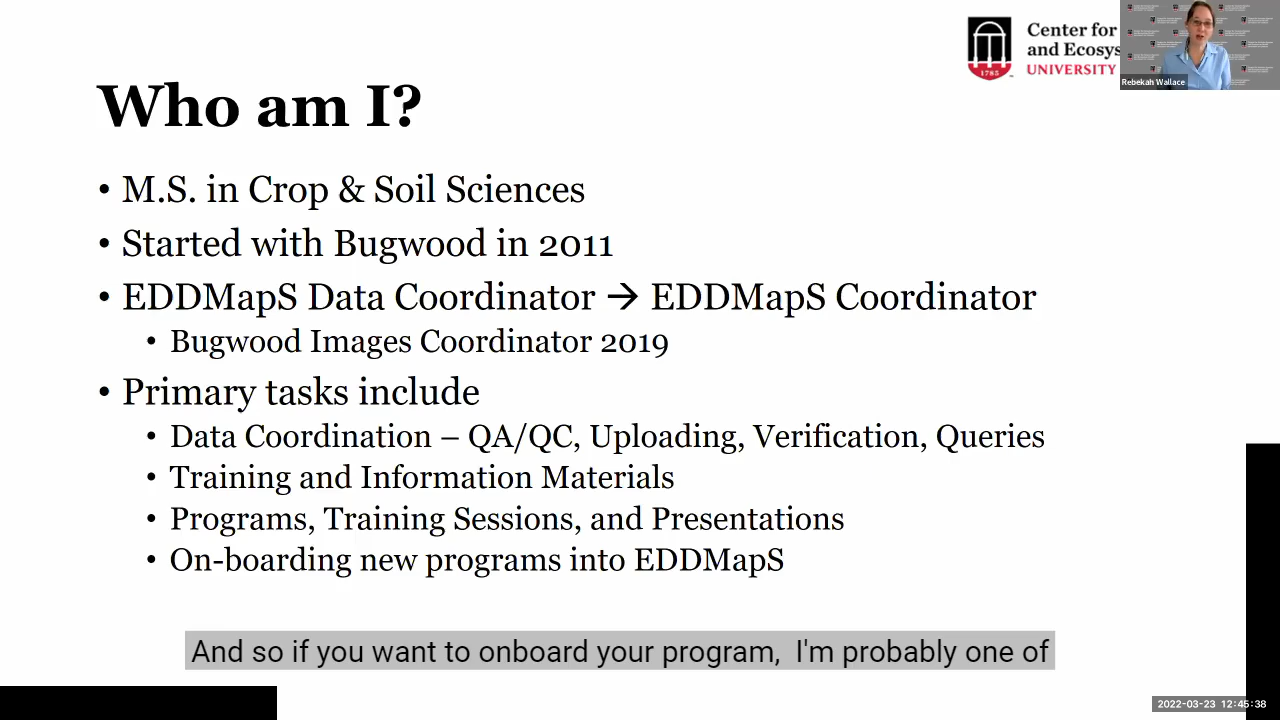 Center for
and Ecosys
UNIVERSITY
1785
Rebekah Wallace
Who am I?
• M.S. in Crop & Soil Sciences
• Started with Bugwood in 2011
• EDDMapS Data Coordinator → EDDMapS Coordinator
• Bugwood Images Coordinator 2019
• Primary tasks include
• Data Coordination – QA/QC, Uploading, Verification, Queries
• Training and Information Materials
• Programs, Training Sessions, and Presentations
• On-boarding new programs into EDDMapS
And so if you want to onboard your program,  I'm probably one of
2022-03-23 12:45:38